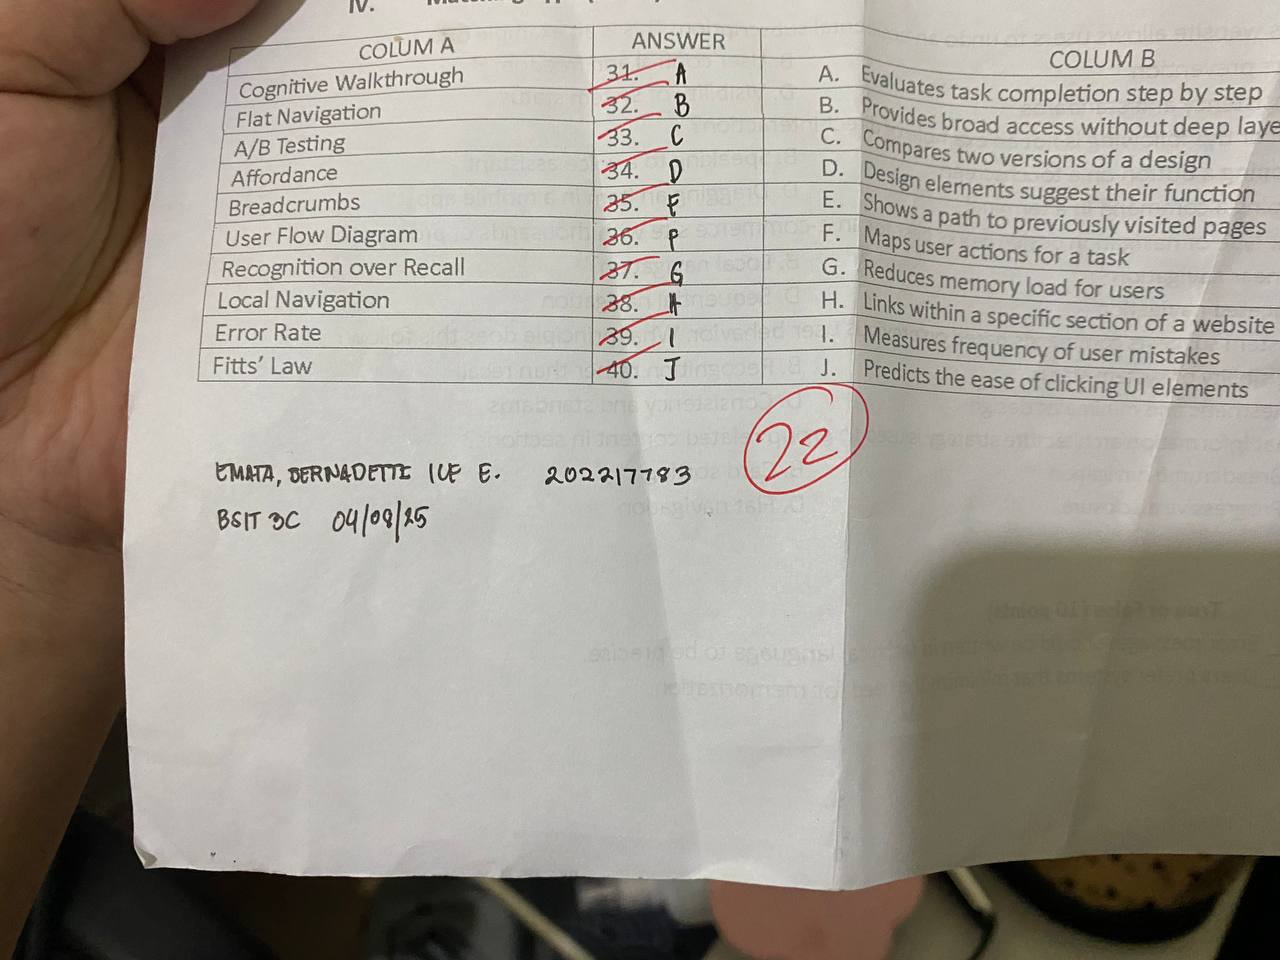 IV.
COLUM A ANSWER COLUM B
Cognitive Walkthrough 31. A A. Evaluates task completion step by step
Flat Navigation 32. B B. Provides broad access without deep laye
A/B Testing 33. C C. Compares two versions of a design
Affordance 34. D D. Design elements suggest their function
Breadcrumbs 35. E E. Shows a path to previously visited pages
User Flow Diagram 36. F F. Maps user actions for a task
Recognition over Recall 37. G G. Reduces memory load for users
Local Navigation 38. H H. Links within a specific section of a website
Error Rate 39. I I. Measures frequency of user mistakes
Fitts' Law 40. J J. Predicts the ease of clicking UI elements
22
EMATA, BERNADETTE ICE E. 202217783
BSIT 3C 04/08/25